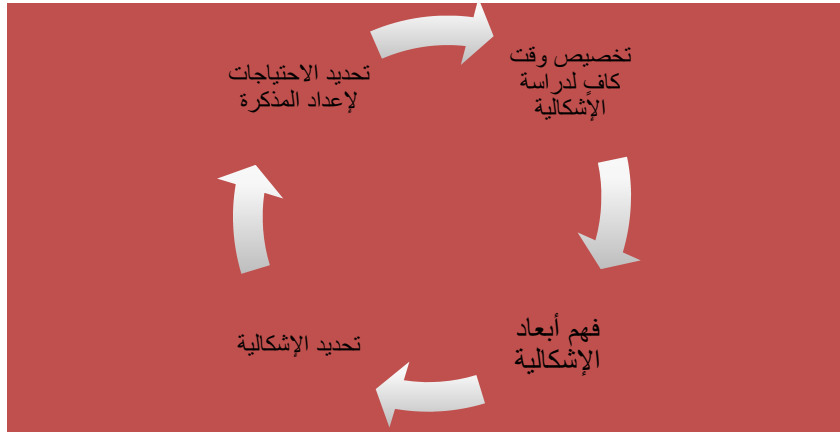 تخصيص وقت
كافٍ لدراسة
الإشكالية
فهم أبعاد
الإشكالية
تحديد الإشكالية
تحديد الاحتياجات
لإعداد المذكرة